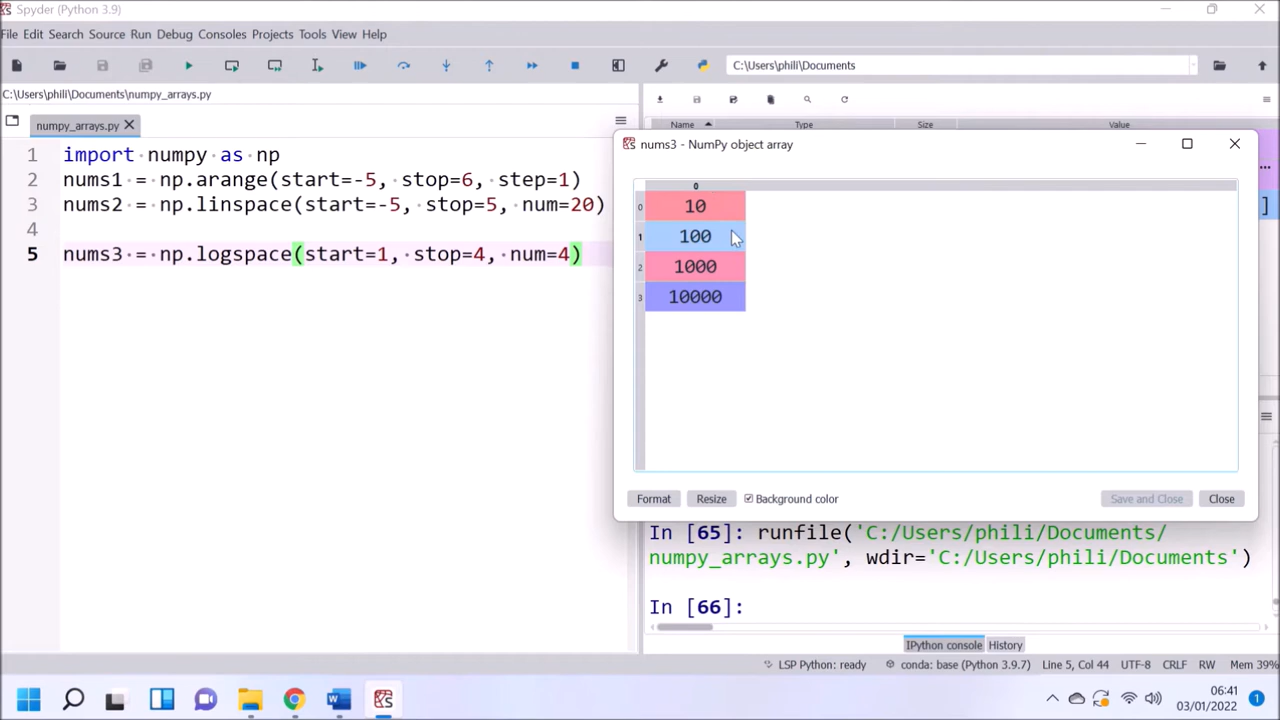 Spyder (Python 3.9)
File Edit Search Source Run Debug Consoles Projects Tools View Help
C:\Users\phili\Documents
C:\Users\phili\Documents\numpy_arrays.py
numpy_arrays.py
Name Type Size Value
1 import numpy as np
2 nums1 = np.arange(start=-5, stop=6, step=1)
3 nums2 = np.linspace(start=-5, stop=5, num=20)
4
5 nums3 = np.logspace(start=1, stop=4, num=4)
...
]
nums3 - NumPy object array
0
0 10
1 100
2 1000
3 10000
Format Resize Background color Save and Close Close
In [65]: runfile('C:/Users/phili/Documents/
numpy_arrays.py', wdir='C:/Users/phili/Documents')
In [66]:
IPython console History
LSP Python: ready conda: base (Python 3.9.7) Line 5, Col 44 UTF-8 CRLF RW Mem 39%
06:41
03/01/2022
1